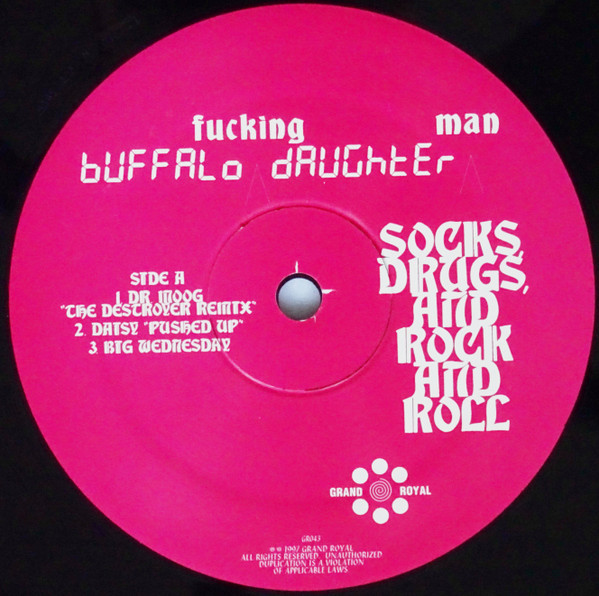 fucking man
buffalo daughter
SIDE A
1. DR MOOG
"THE DESTROYER REMIX"
2. DAISY "PUSHED UP"
3. BIG WEDNESDAY
SOCKS,
DRUGS,
AND
ROCK
AND
ROLL
GRAND ROYAL
GR043
℗ © 1997 GRAND ROYAL
ALL RIGHTS RESERVED. UNAUTHORIZED
DUPLICATION IS A VIOLATION
OF APPLICABLE LAWS